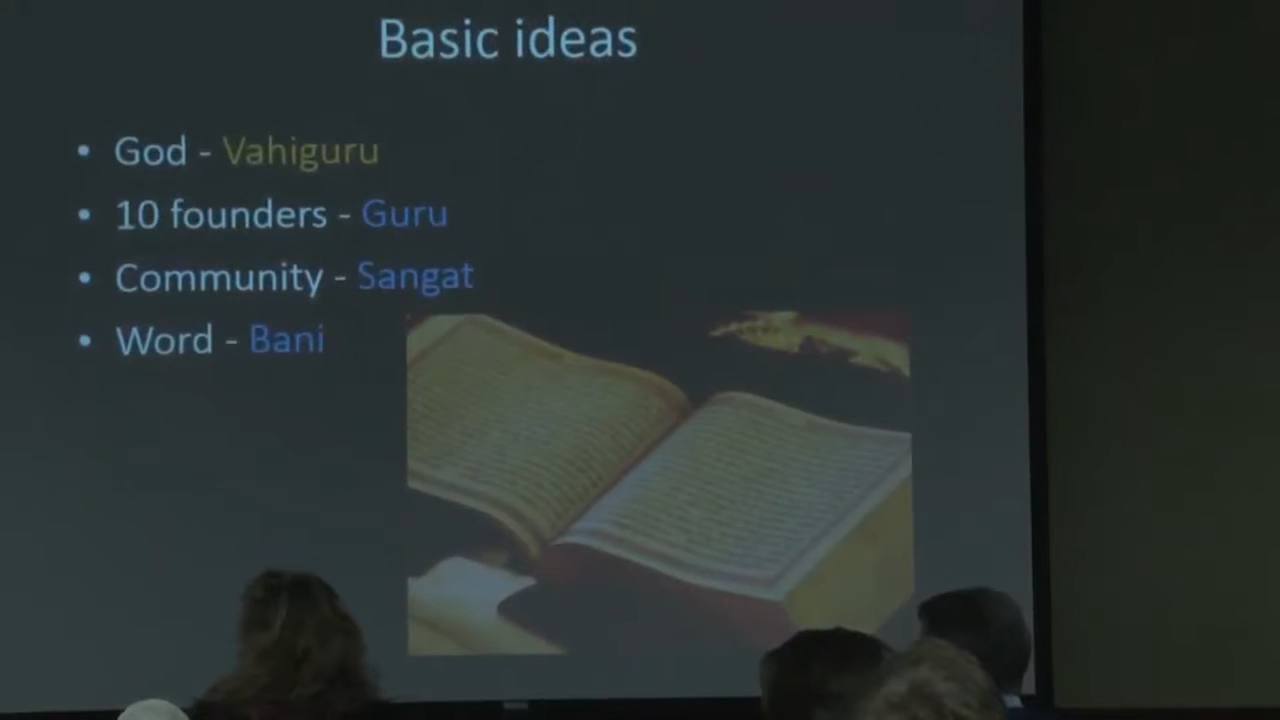 Basic ideas
• God - Vahiguru
• 10 founders - Guru
• Community - Sangat
• Word - Bani